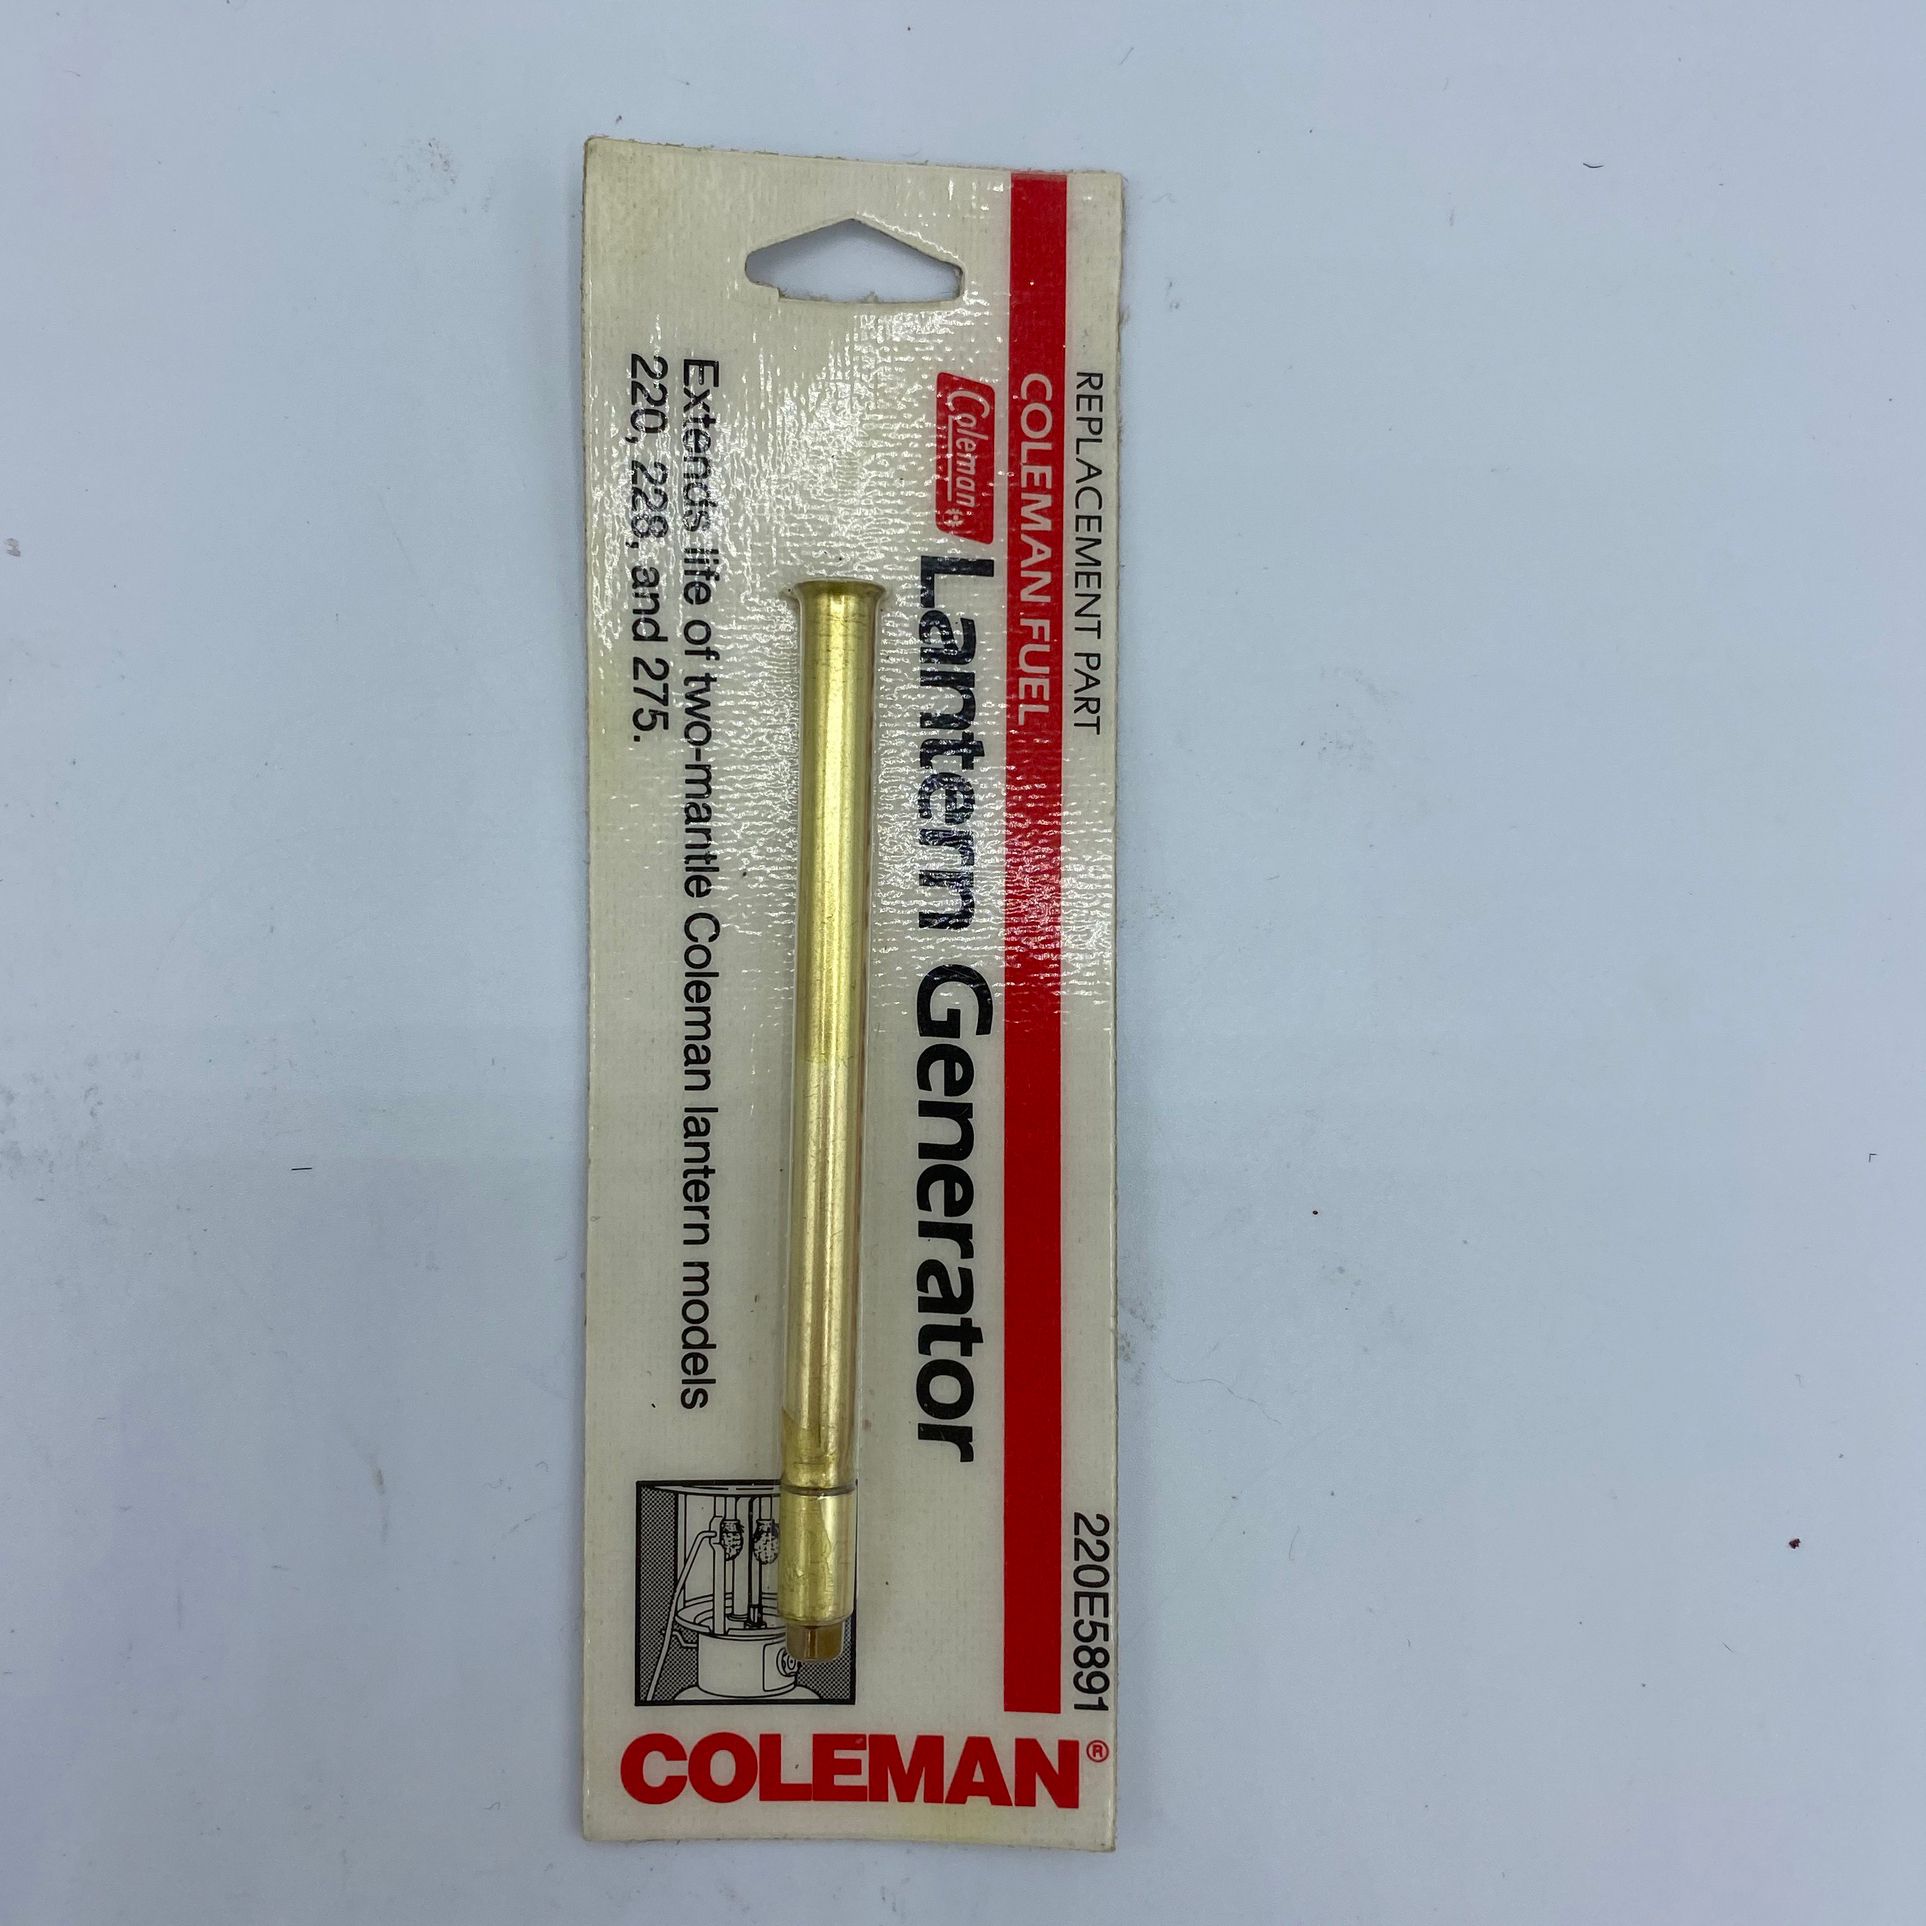 REPLACEMENT PART
220E5891
COLEMAN FUEL
Coleman
Lantern Generator
Extends life of two-mantle Coleman lantern models
220, 228, and 275.
COLEMAN®